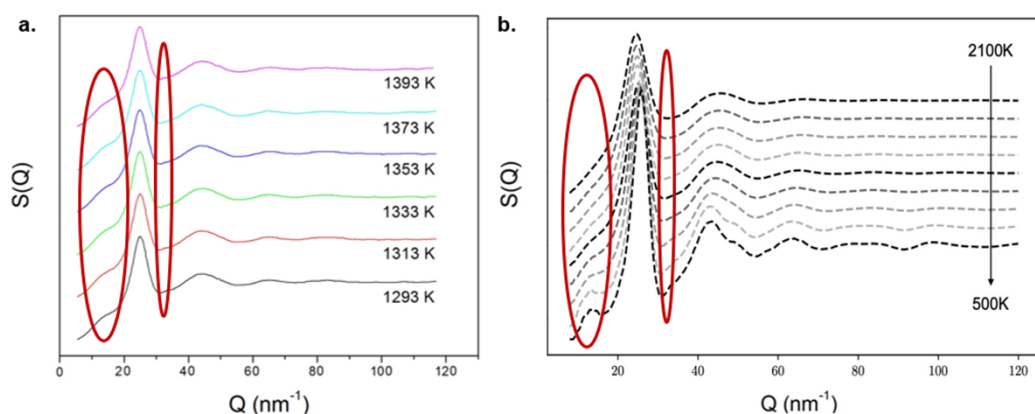 a.
S(Q)
1393 K
1373 K
1353 K
1333 K
1313 K
1293 K
0 20 40 60 80 100 120
Q (nm⁻¹)
b.
S(Q)
2100K
500K
20 40 60 80 100 120
Q (nm⁻¹)